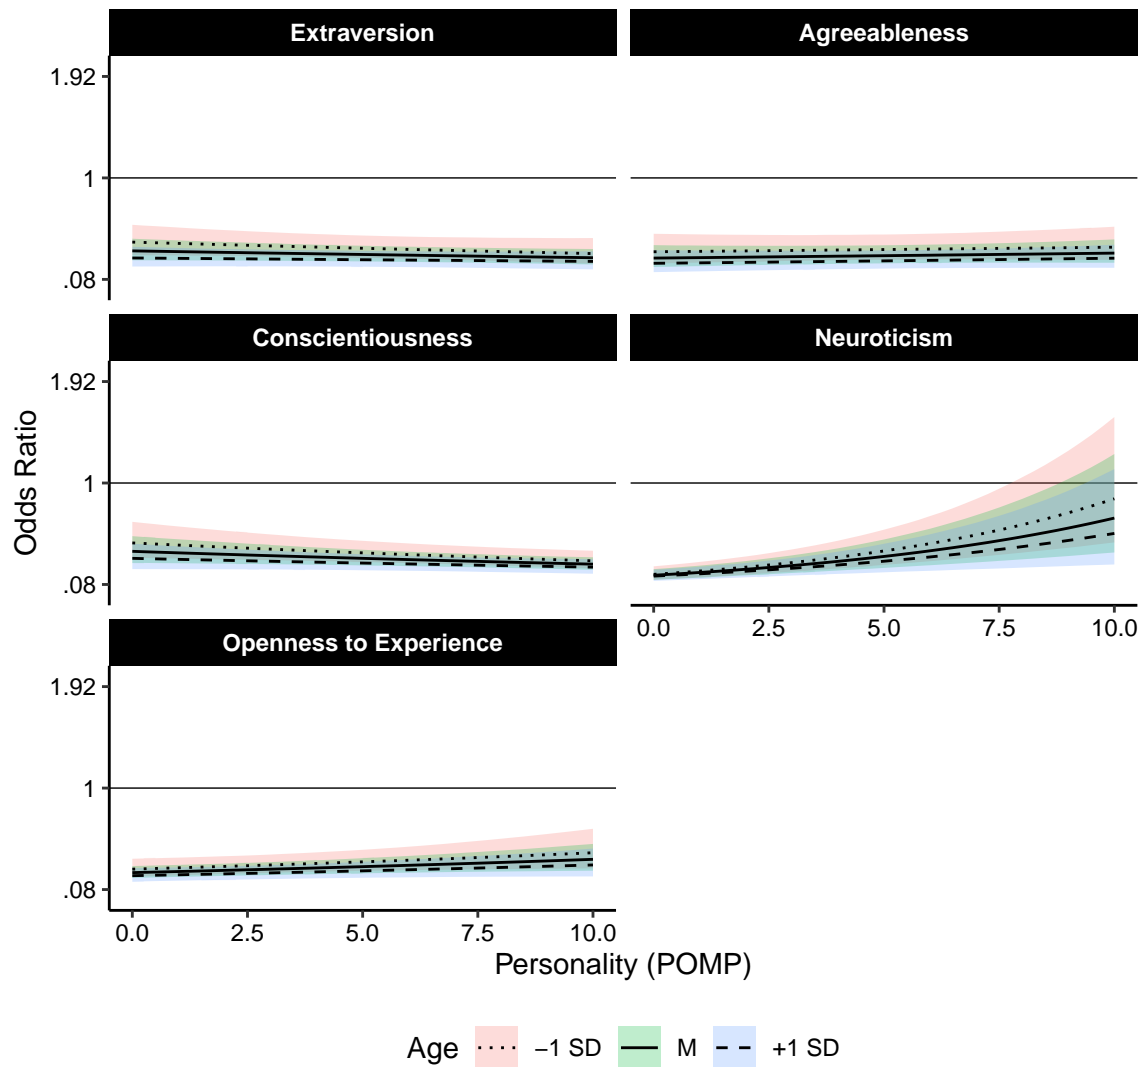 Extraversion
Agreeableness
1.92
1
.08
Conscientiousness
Neuroticism
1.92
1
.08
0.0 2.5 5.0 7.5 10.0
Openness to Experience
1.92
1
.08
0.0 2.5 5.0 7.5 10.0
Odds Ratio
Personality (POMP)
Age −1 SD M +1 SD